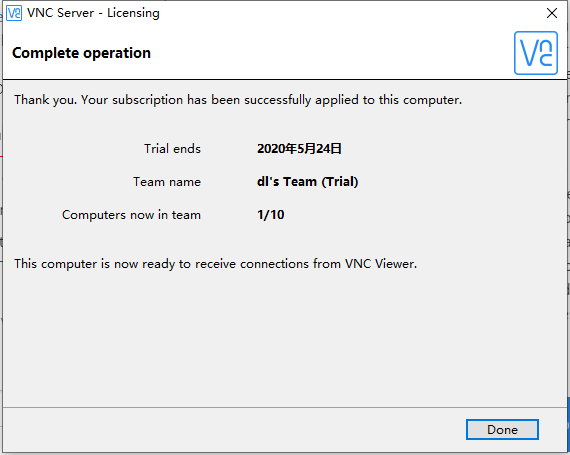 VNC Server - Licensing
Complete operation
Thank you. Your subscription has been successfully applied to this computer.
Trial ends 2020年5月24日
Team name dl's Team (Trial)
Computers now in team 1/10
This computer is now ready to receive connections from VNC Viewer.
Done